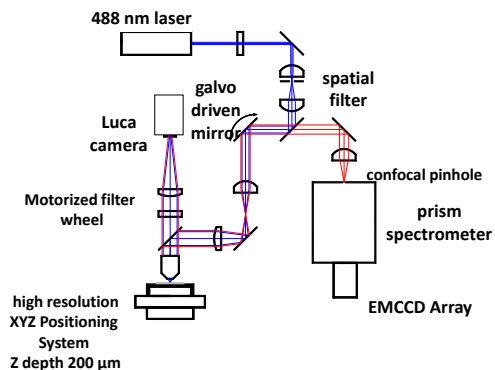 488 nm laser
galvo
driven
mirror
spatial
filter
Luca
camera
confocal pinhole
Motorized filter
wheel
prism
spectrometer
EMCCD Array
high resolution
XYZ Positioning
System
Z depth 200 µm